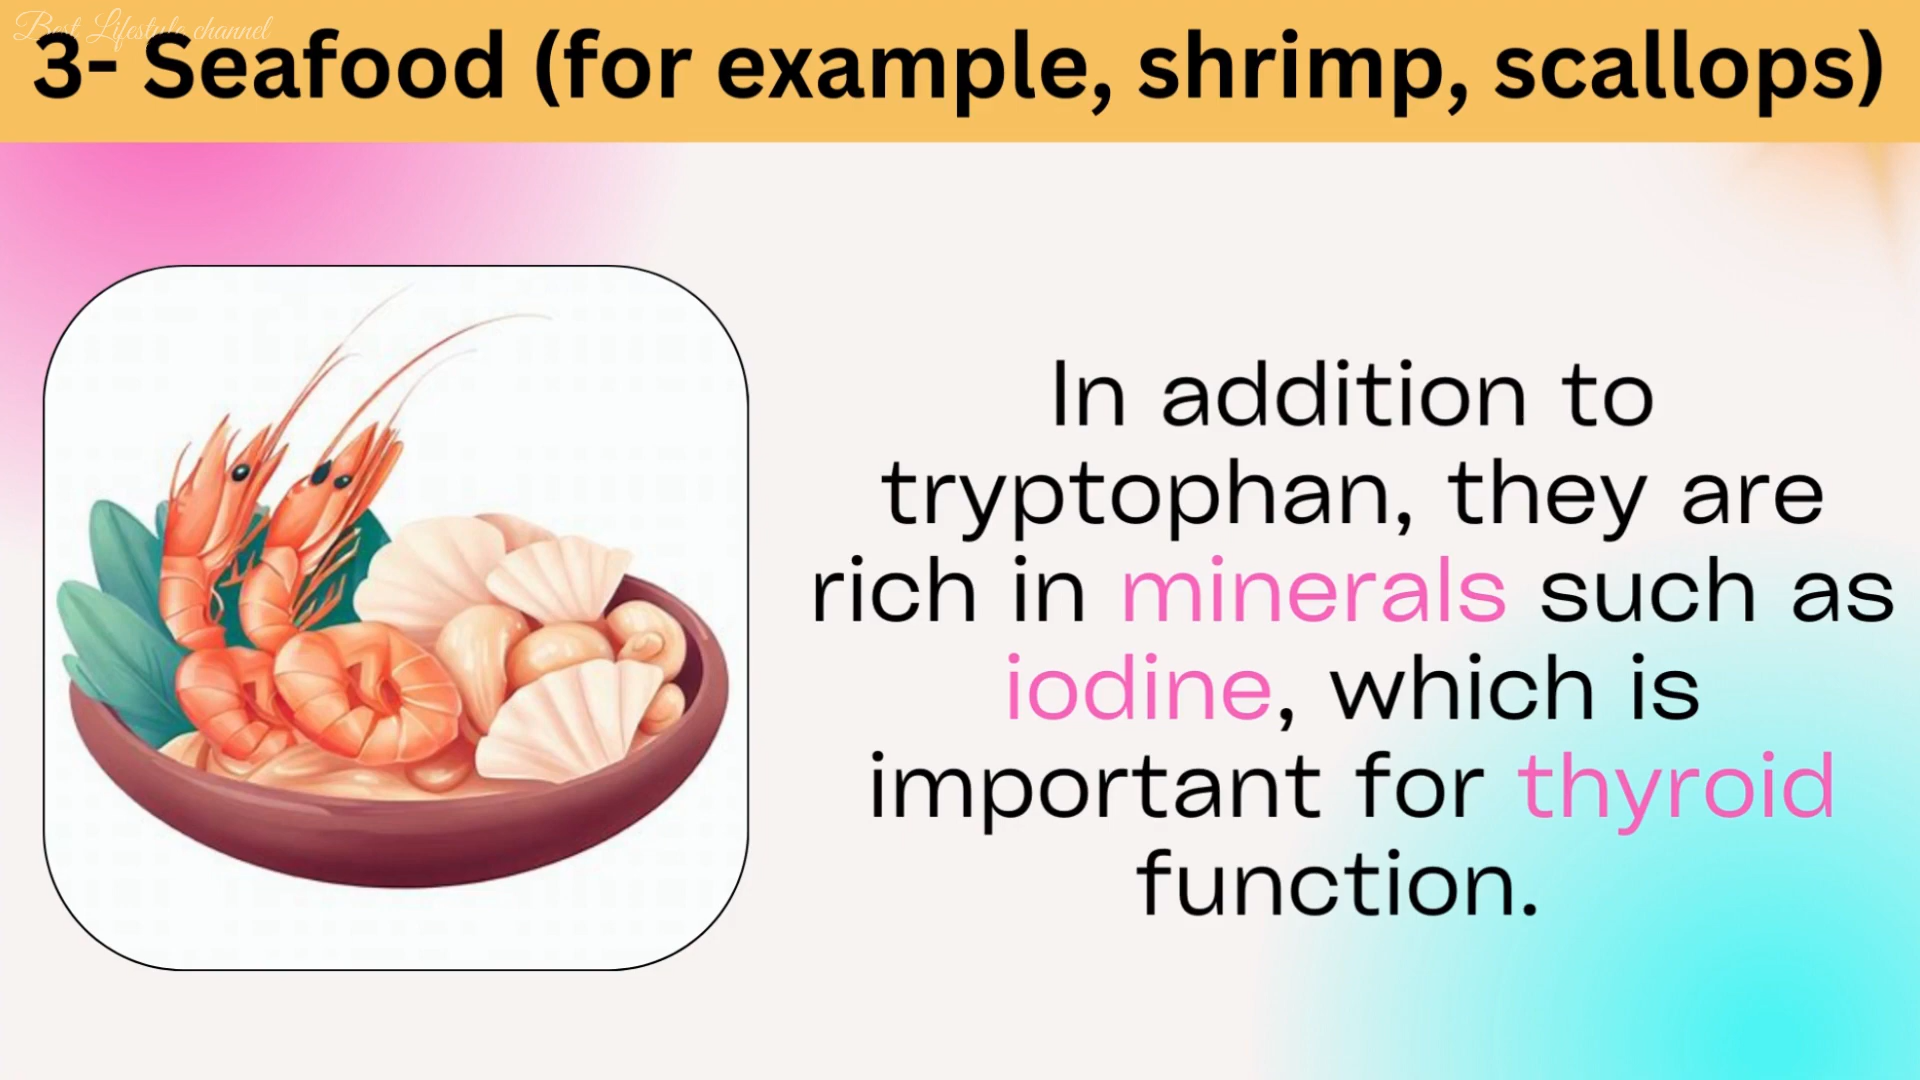 Best Lifestyle channel
3- Seafood (for example, shrimp, scallops)
In addition to
tryptophan, they are
rich in minerals such as
iodine, which is
important for thyroid
function.